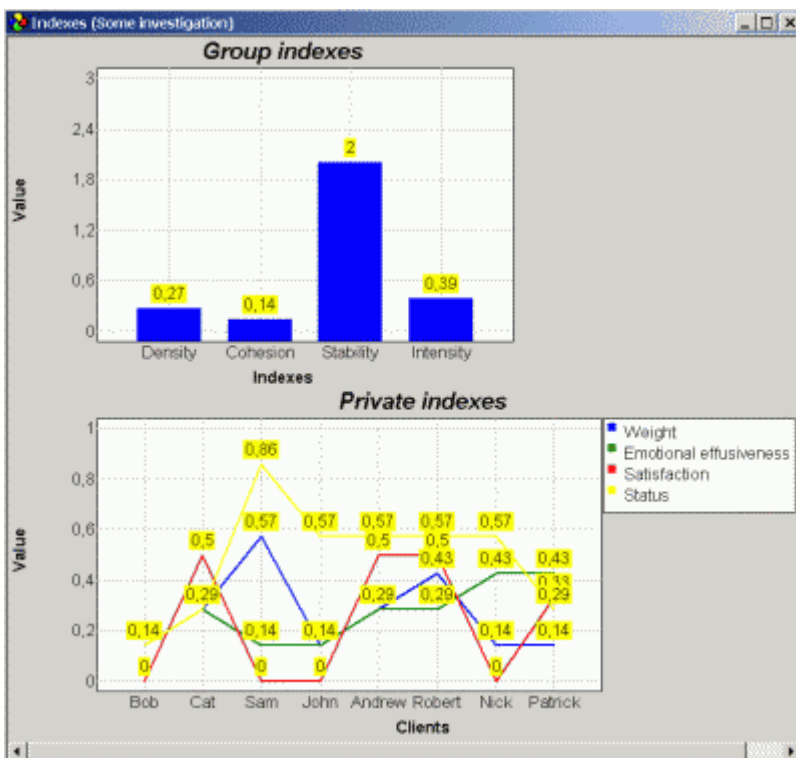 Indexes (Some investigation)
Group indexes
3
2,4
1,8
1,2
0,6
0
Value
2
0,27
0,14
0,39
Density Cohesion Stability Intensity
Indexes
Private indexes
1
0,8
0,6
0,4
0,2
0
Value
0,86
0,57 0,57 0,57 0,57 0,57
0,5 0,5 0,5
0,43 0,43 0,43
0,33
0,29 0,29 0,29 0,29
0,14 0,14 0,14 0,14 0,14
0 0 0 0 0
Bob Cat Sam John Andrew Robert Nick Patrick
Clients
Weight
Emotional effusiveness
Satisfaction
Status